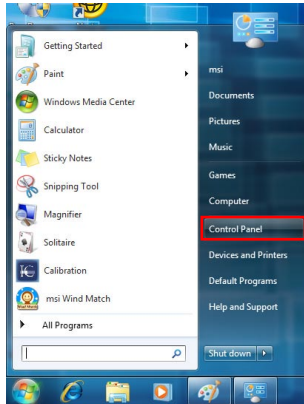 Getting Started
Paint
Windows Media Center
Calculator
Sticky Notes
Snipping Tool
Magnifier
Solitaire
Calibration
msi Wind Match
All Programs
msi
Documents
Pictures
Music
Games
Computer
Control Panel
Devices and Printers
Default Programs
Help and Support
Shut down